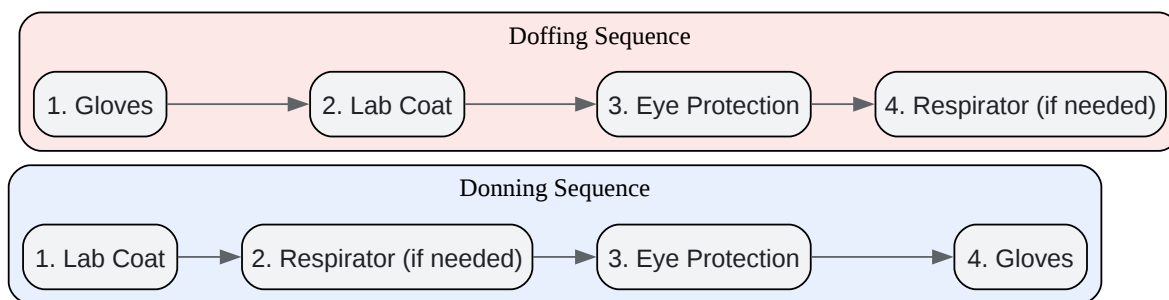 Doffing Sequence
1. Gloves
2. Lab Coat
3. Eye Protection
4. Respirator (if needed)
Donning Sequence
1. Lab Coat
2. Respirator (if needed)
3. Eye Protection
4. Gloves